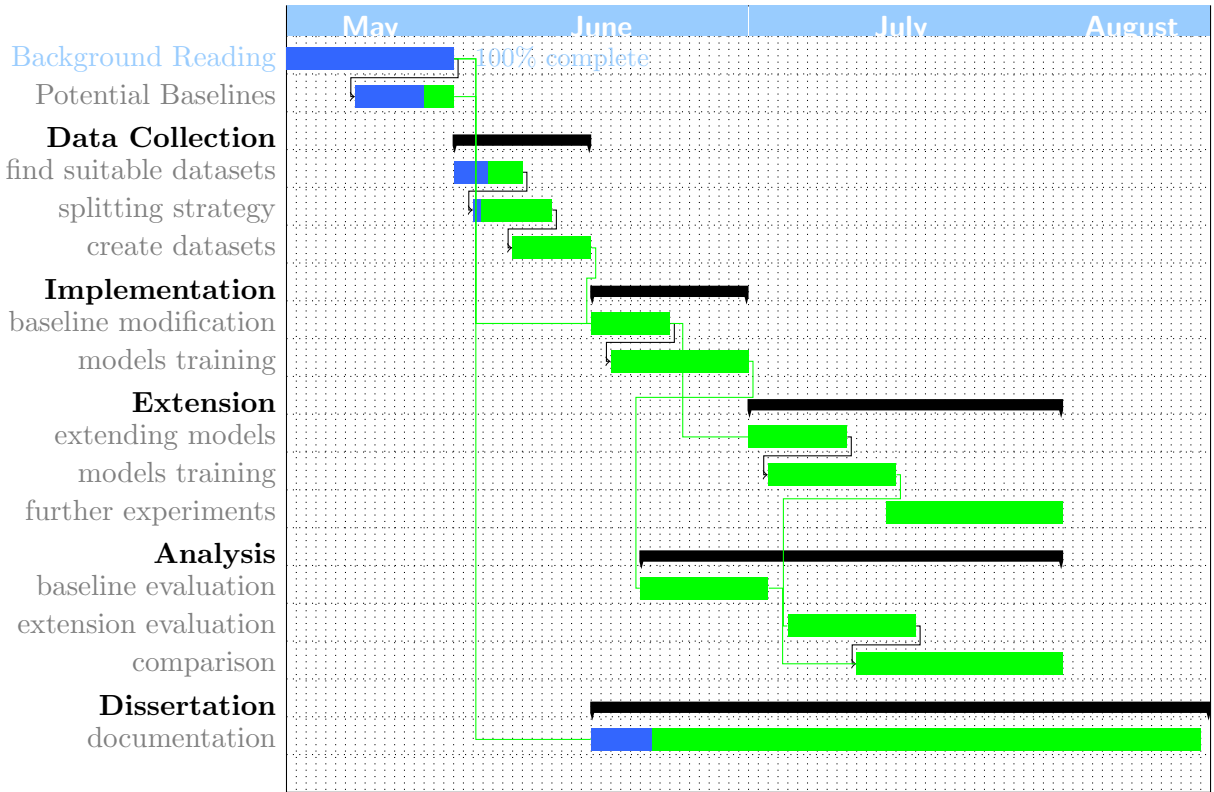 May June July August
Background Reading 100% complete
Potential Baselines
Data Collection
find suitable datasets
splitting strategy
create datasets
Implementation
baseline modification
models training
Extension
extending models
models training
further experiments
Analysis
baseline evaluation
extension evaluation
comparison
Dissertation
documentation